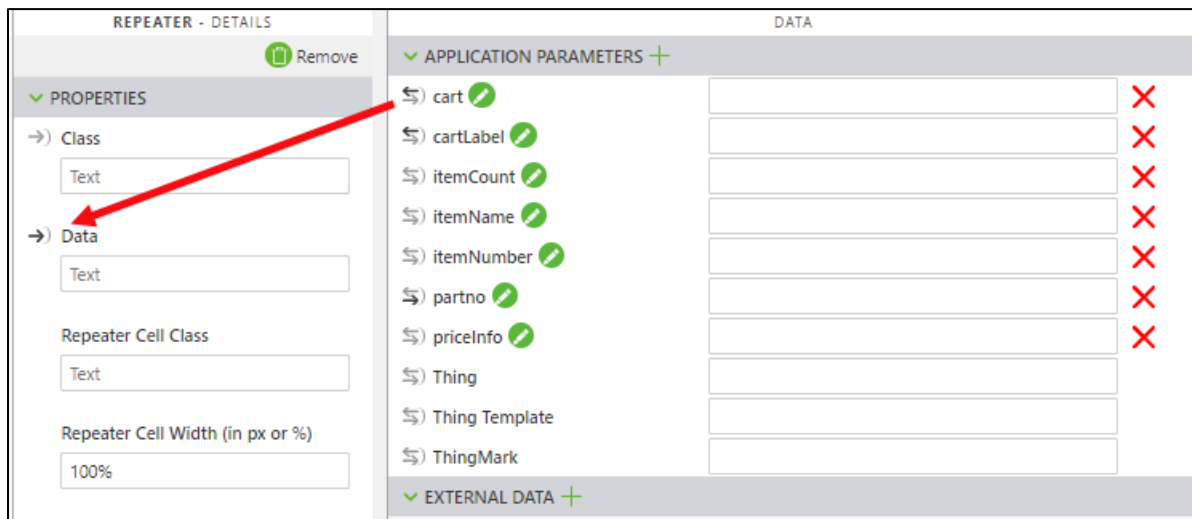 REPEATER - DETAILS
Remove
PROPERTIES
Class
Text
Data
Text
Repeater Cell Class
Text
Repeater Cell Width (in px or %)
100%
DATA
APPLICATION PARAMETERS
cart
cartLabel
itemCount
itemName
itemNumber
partno
priceInfo
Thing
Thing Template
ThingMark
EXTERNAL DATA